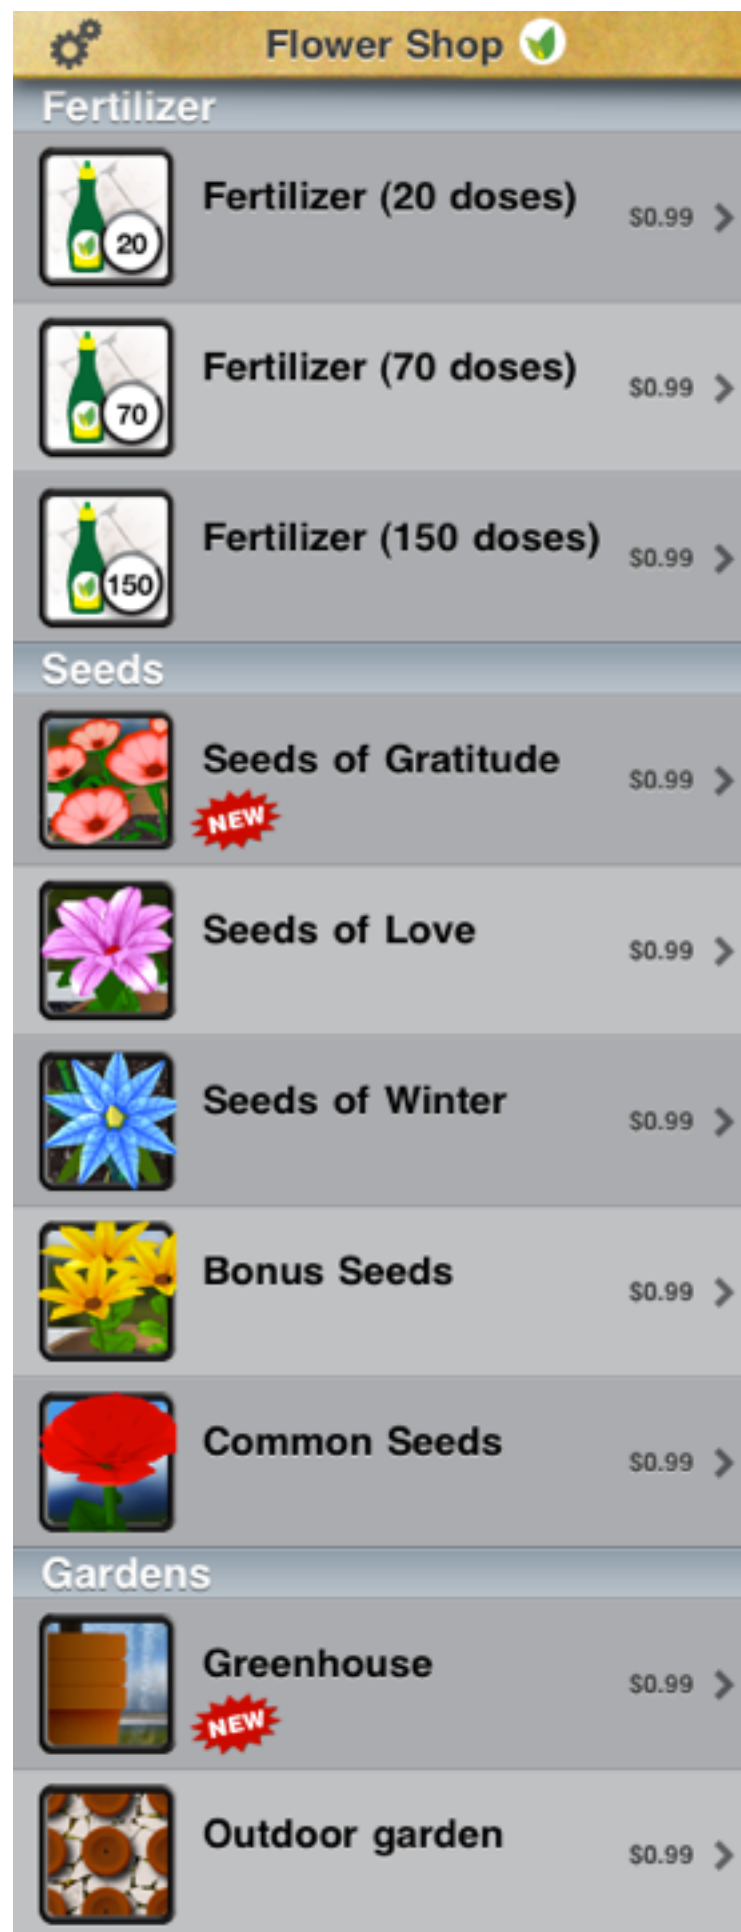 Flower Shop
Fertilizer
Fertilizer (20 doses)
20
$0.99
Fertilizer (70 doses)
70
$0.99
Fertilizer (150 doses)
150
$0.99
Seeds
Seeds of Gratitude
$0.99
NEW
Seeds of Love
$0.99
Seeds of Winter
$0.99
Bonus Seeds
$0.99
Common Seeds
$0.99
Gardens
Greenhouse
$0.99
NEW
Outdoor garden
$0.99